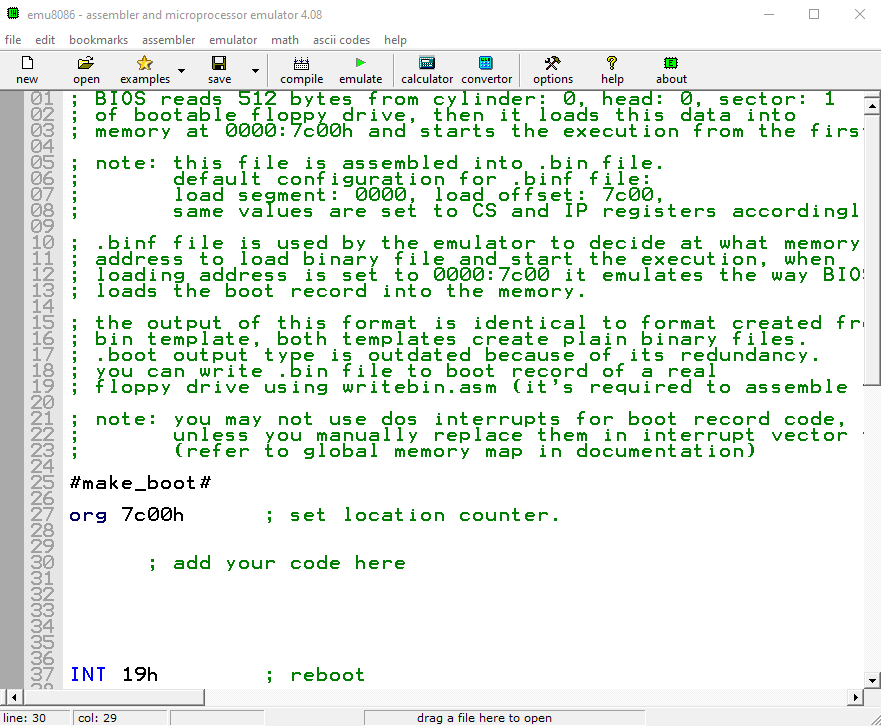 emu8086 - assembler and microprocessor emulator 4.08
file edit bookmarks assembler emulator math ascii codes help
new open examples save compile emulate calculator convertor options help about
01 ; BIOS reads 512 bytes from cylinder: 0, head: 0, sector: 1
02 ; of bootable floppy drive, then it loads this data into
03 ; memory at 0000:7c00h and starts the execution from the firs
04
05 ; note: this file is assembled into .bin file.
06 ;       default configuration for .binf file:
07 ;       load segment: 0000, load offset: 7c00,
08 ;       same values are set to CS and IP registers accordingl
09
10 ; .binf file is used by the emulator to decide at what memory
11 ; address to load binary file and start the execution, when
12 ; loading address is set to 0000:7c00 it emulates the way BIOS
13 ; loads the boot record into the memory.
14
15 ; the output of this format is identical to format created fro
16 ; bin template, both templates create plain binary files.
17 ; .boot output type is outdated because of its redundancy.
18 ; you can write .bin file to boot record of a real
19 ; floppy drive using writebin.asm (it's required to assemble
20
21 ; note: you may not use dos interrupts for boot record code,
22 ;       unless you manually replace them in interrupt vector
23 ;       (refer to global memory map in documentation)
24
25 #make_boot#
26
27 org 7c00h      ; set location counter.
28
29
30       ; add your code here
31
32
33
34
35
36
37 INT 19h        ; reboot
38
line: 30 col: 29 drag a file here to open